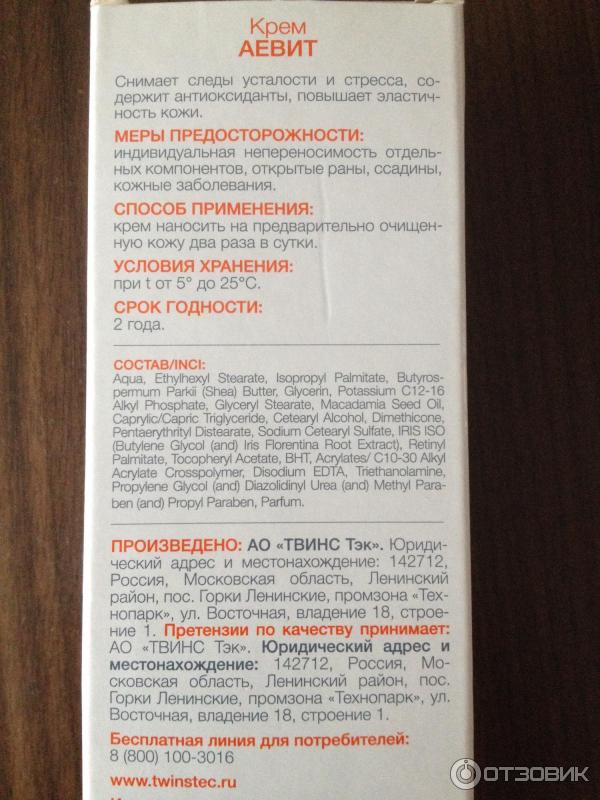 Крем
АЕВИТ
Снимает следы усталости и стресса, со-
держит антиоксиданты, повышает эластич-
ность кожи.
МЕРЫ ПРЕДОСТОРОЖНОСТИ:
индивидуальная непереносимость отдель-
ных компонентов, открытые раны, ссадины,
кожные заболевания.
СПОСОБ ПРИМЕНЕНИЯ:
крем наносить на предварительно очищен-
ную кожу два раза в сутки.
УСЛОВИЯ ХРАНЕНИЯ:
при t от 5° до 25°С.
СРОК ГОДНОСТИ:
2 года.
СОСТАВ/INCI:
Aqua, Ethylhexyl Stearate, Isopropyl Palmitate, Butyros-
permum Parkii (Shea) Butter, Glycerin, Potassium C12-16
Alkyl Phosphate, Glyceryl Stearate, Macadamia Seed Oil,
Caprylic/Capric Triglyceride, Cetearyl Alcohol, Dimethicone,
Pentaerythrityl Distearate, Sodium Cetearyl Sulfate, IRIS ISO
(Butylene Glycol (and) Iris Florentina Root Extract), Retinyl
Palmitate, Tocopheryl Acetate, BHT, Acrylates/ C10-30 Alkyl
Acrylate Crosspolymer, Disodium EDTA, Triethanolamine,
Propylene Glycol (and) Diazolidinyl Urea (and) Methyl Para-
ben (and) Propyl Paraben, Parfum.
ПРОИЗВЕДЕНО: АО «ТВИНС Тэк». Юриди-
ческий адрес и местонахождение: 142712,
Россия, Московская область, Ленинский
район, пос. Горки Ленинские, промзона «Тех-
нопарк», ул. Восточная, владение 18, строе-
ние 1. Претензии по качеству принимает:
АО «ТВИНС Тэк». Юридический адрес и
местонахождение: 142712, Россия, Мо-
сковская область, Ленинский район, пос.
Горки Ленинские, промзона «Технопарк», ул.
Восточная, владение 18, строение 1.
Бесплатная линия для потребителей:
8 (800) 100-3016
www.twinstec.ru
ОТЗОВИК